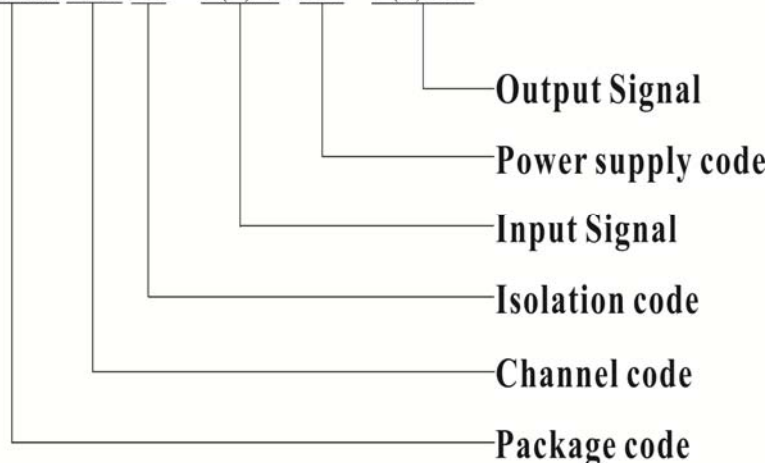 Output Signal
Power supply code
Input Signal
Isolation code
Channel code
Package code